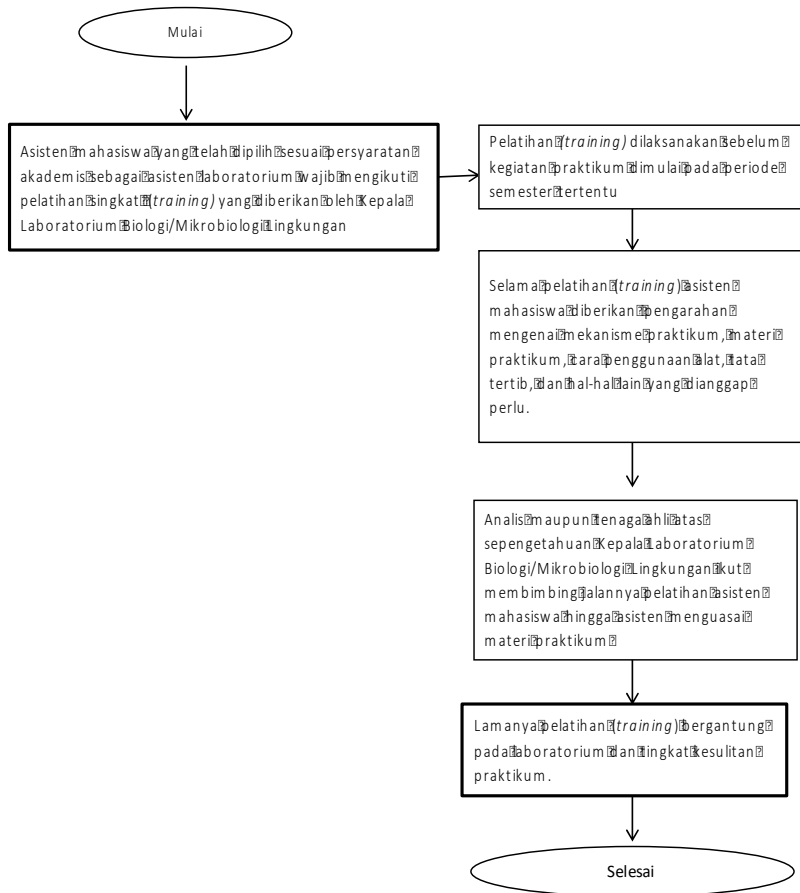 Mulai
Asisten mahasiswa yang telah dipilih sesuai persyaratan
akademis sebagai asisten laboratorium wajib mengikuti
pelatihan singkat (training) yang diberikan oleh Kepala
Laboratorium Biologi/Mikrobiologi Lingkungan
Pelatihan (training) dilaksanakan sebelum
kegiatan praktikum dimulai pada periode
semester tertentu
Selama pelatihan (training) asisten
mahasiswa diberikan pengarahan
mengenai mekanisme praktikum, materi
praktikum, cara penggunaan alat, tata
tertib, dan hal-hal lain yang dianggap
perlu.
Analis maupun tenaga ahli atas
sepengetahuan Kepala Laboratorium
Biologi/Mikrobiologi Lingkungan ikut
membimbing jalannya pelatihan asisten
mahasiswa hingga asisten menguasai
materi praktikum
Lamanya pelatihan (training) bergantung
pada laboratorium dan tingkat kesulitan
praktikum.
Selesai